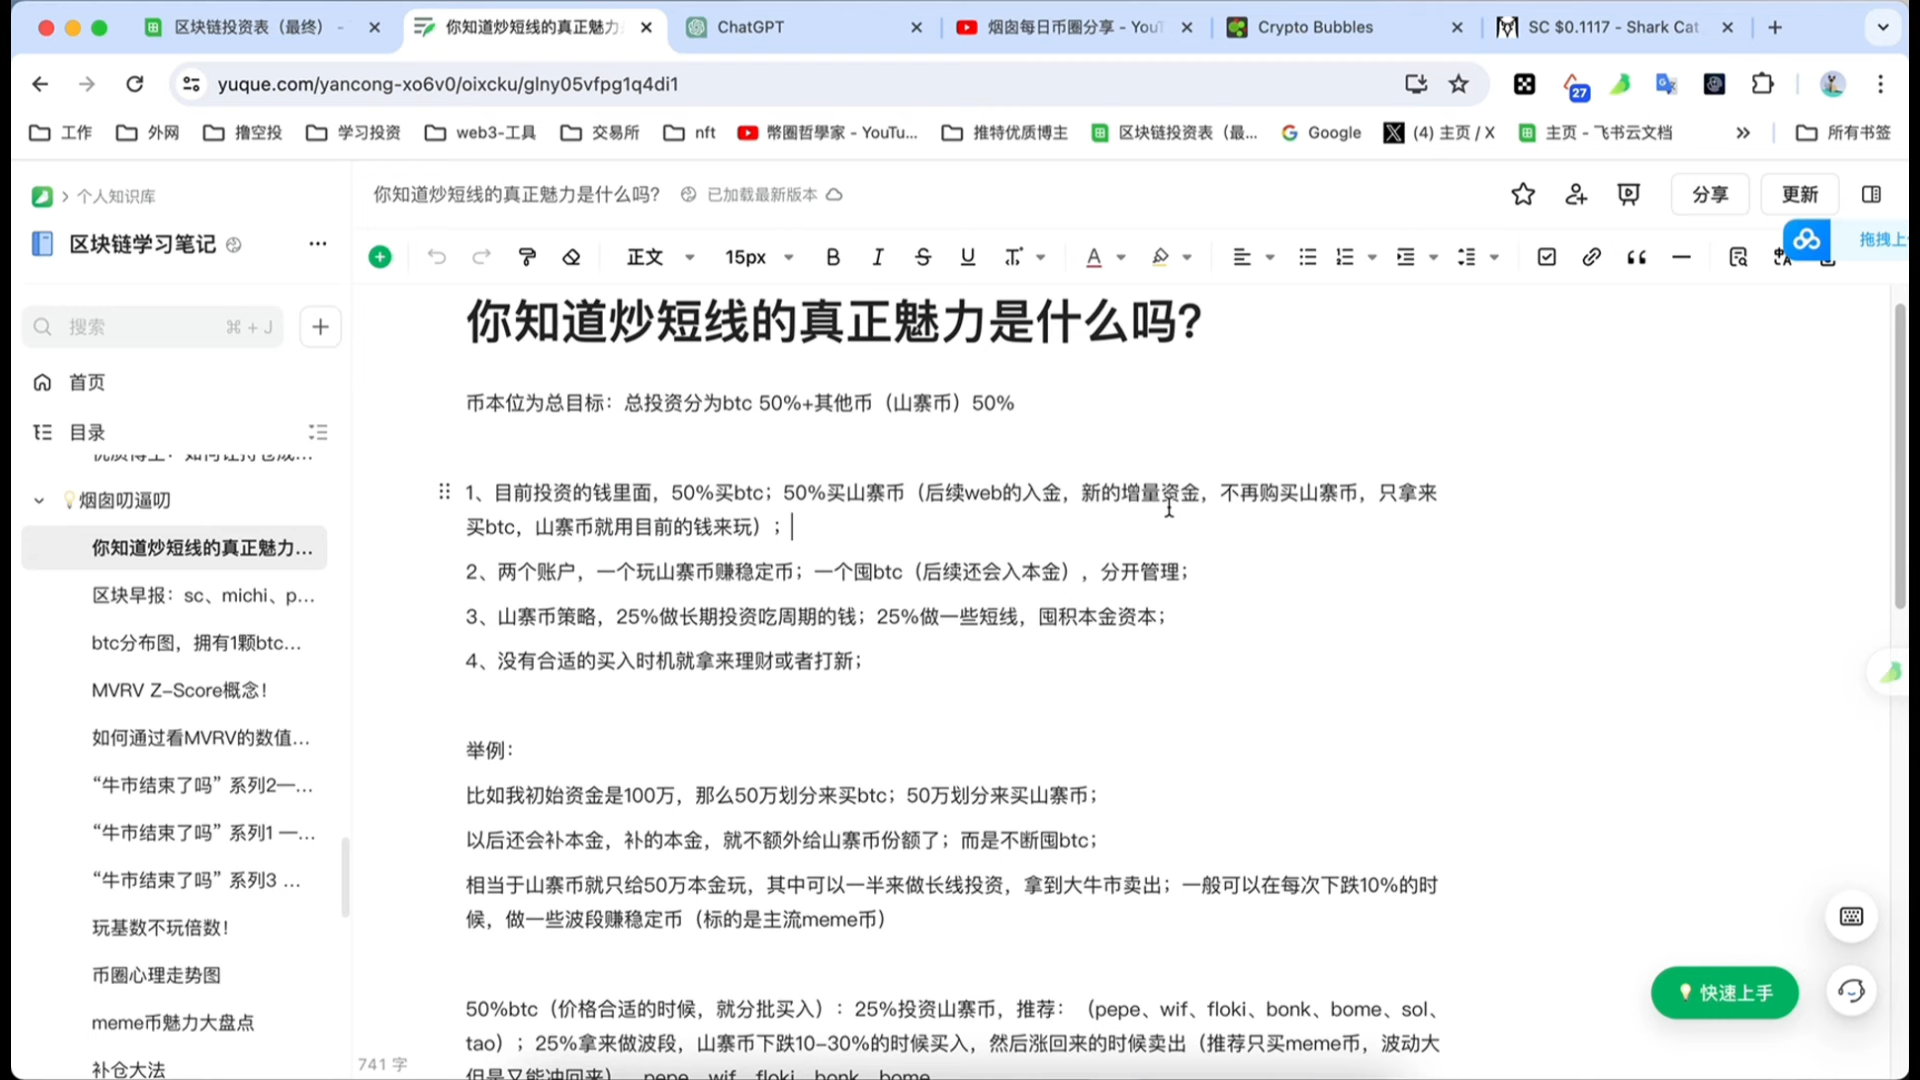 区块链投资表（最终） -
你知道炒短线的真正魅力
ChatGPT
烟囱每日币圈分享 - YouT
Crypto Bubbles
SC $0.1117 - Shark Cat
yuque.com/yancong-xo6v0/oixcku/glny05vfpg1q4di1
27
工作
外网
撸空投
学习投资
web3-工具
交易所
nft
幣圈哲學家 - YouTu...
推特优质博主
区块链投资表（最...
Google
(4) 主页 / X
主页 - 飞书云文档
所有书签
个人知识库
你知道炒短线的真正魅力是什么吗?
已加载最新版本
分享
更新
区块链学习笔记
正文
15px
拖拽上
搜索
⌘ + J
首页
目录
💡烟囱叨逼叨
你知道炒短线的真正魅力...
区块早报：sc、michi、p...
btc分布图，拥有1颗btc...
MVRV Z-Score概念！
如何通过看MVRV的数值...
“牛市结束了吗”系列2—...
“牛市结束了吗”系列1 —...
“牛市结束了吗”系列3 ...
玩基数不玩倍数！
币圈心理走势图
meme币魅力大盘点
补仓大法
你知道炒短线的真正魅力是什么吗?
币本位为总目标：总投资分为btc 50%+其他币（山寨币）50%
1、目前投资的钱里面，50%买btc；50%买山寨币（后续web的入金，新的增量资金，不再购买山寨币，只拿来
买btc，山寨币就用目前的钱来玩）；
2、两个账户，一个玩山寨币赚稳定币；一个囤btc（后续还会入本金），分开管理；
3、山寨币策略，25%做长期投资吃周期的钱；25%做一些短线，囤积本金资本；
4、没有合适的买入时机就拿来理财或者打新；
举例：
比如我初始资金是100万，那么50万划分来买btc；50万划分来买山寨币；
以后还会补本金，补的本金，就不额外给山寨币份额了；而是不断囤btc；
相当于山寨币就只给50万本金玩，其中可以一半来做长线投资，拿到大牛市卖出；一般可以在每次下跌10%的时
候，做一些波段赚稳定币（标的是主流meme币）
50%btc（价格合适的时候，就分批买入）：25%投资山寨币，推荐：（pepe、wif、floki、bonk、bome、sol、
tao）；25%拿来做波段，山寨币下跌10-30%的时候买入，然后涨回来的时候卖出（推荐只买meme币，波动大
但是又能冲回来） pepe、wif、floki、bonk、bome
741 字
💡 快速上手